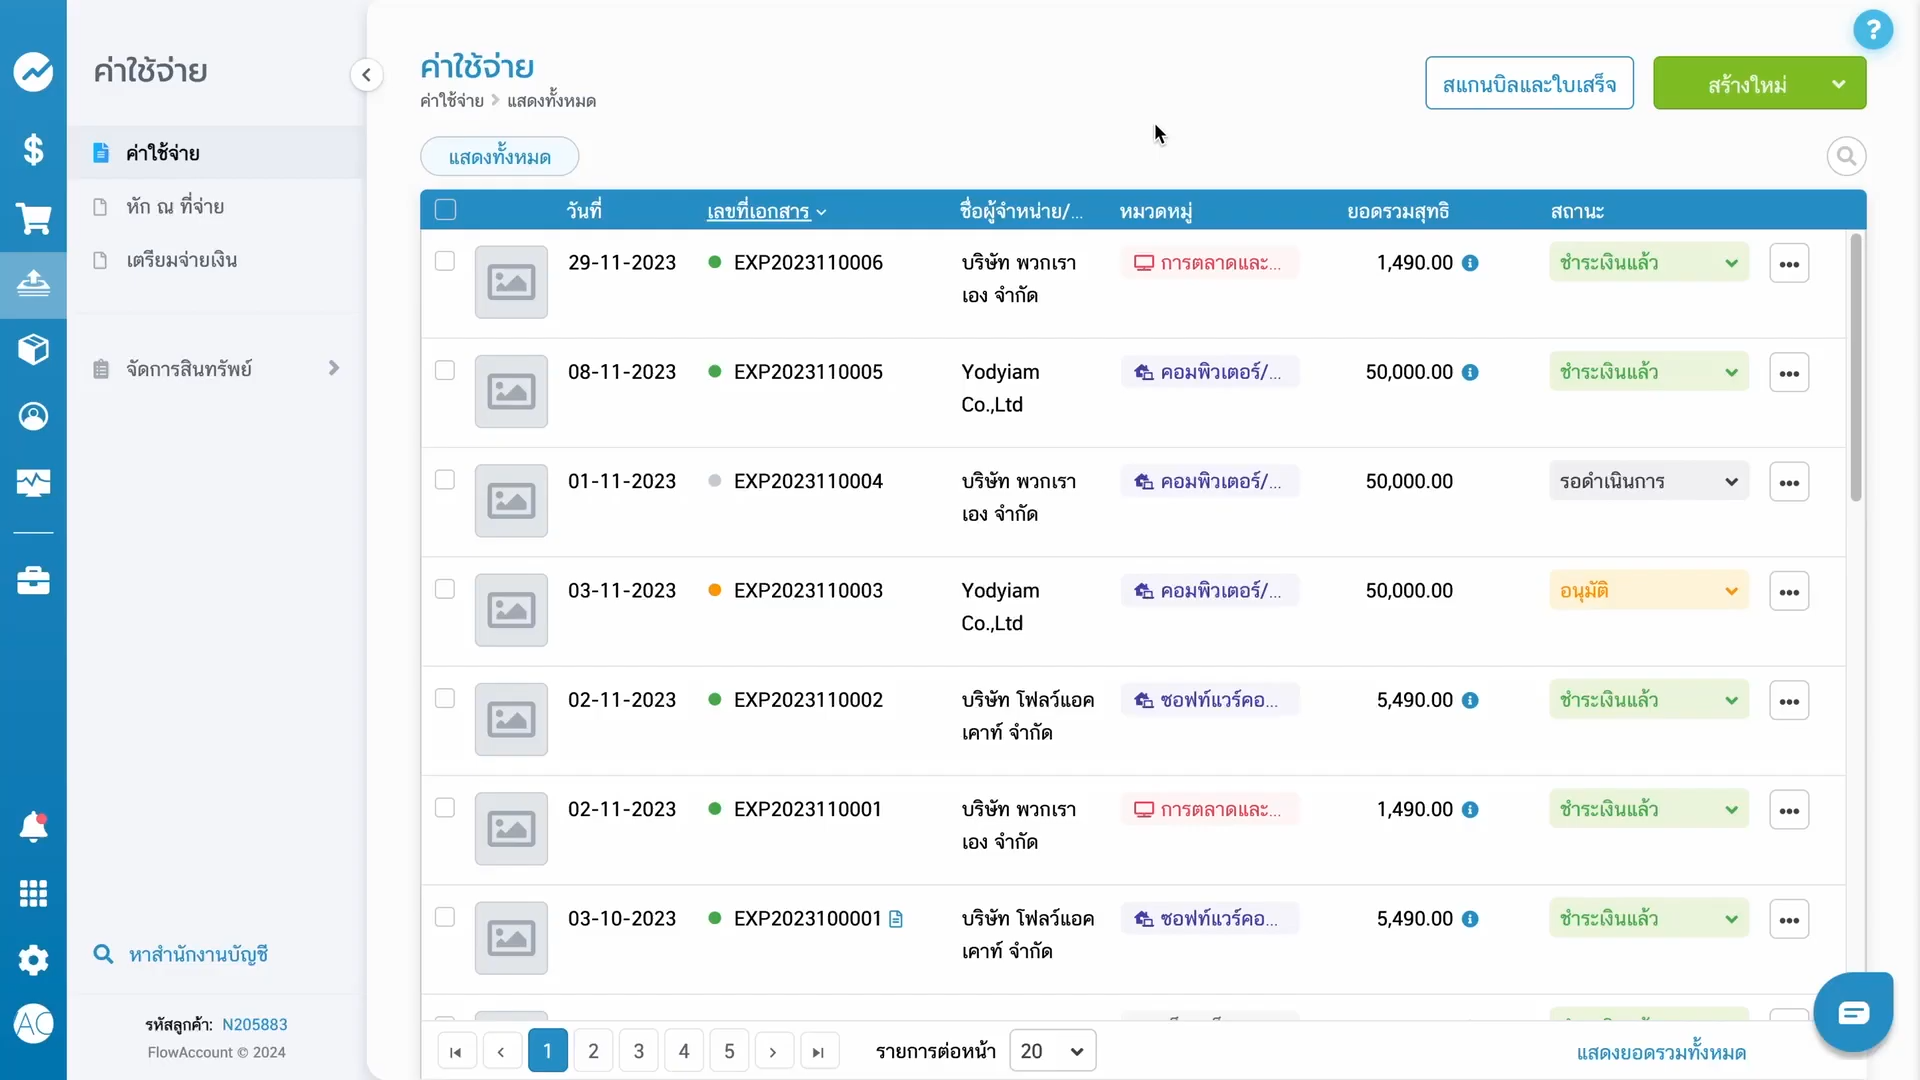 ค่าใช้จ่าย
ค่าใช้จ่าย
หัก ณ ที่จ่าย
เตรียมจ่ายเงิน
จัดการสินทรัพย์
หาสำนักงานบัญชี
รหัสลูกค้า: N205883
FlowAccount © 2024
AC
ค่าใช้จ่าย
ค่าใช้จ่าย > แสดงทั้งหมด
สแกนบิลและใบเสร็จ
สร้างใหม่
?
แสดงทั้งหมด
วันที่ เลขที่เอกสาร ชื่อผู้จำหน่าย/... หมวดหมู่ ยอดรวมสุทธิ สถานะ
29-11-2023 EXP2023110006 บริษัท พวกเรา การตลาดและ... 1,490.00 ชำระเงินแล้ว
เอง จำกัด
08-11-2023 EXP2023110005 Yodyiam คอมพิวเตอร์/... 50,000.00 ชำระเงินแล้ว
Co.,Ltd
01-11-2023 EXP2023110004 บริษัท พวกเรา คอมพิวเตอร์/... 50,000.00 รอดำเนินการ
เอง จำกัด
03-11-2023 EXP2023110003 Yodyiam คอมพิวเตอร์/... 50,000.00 อนุมัติ
Co.,Ltd
02-11-2023 EXP2023110002 บริษัท โฟลว์แอค ซอฟท์แวร์คอ... 5,490.00 ชำระเงินแล้ว
เคาท์ จำกัด
02-11-2023 EXP2023110001 บริษัท พวกเรา การตลาดและ... 1,490.00 ชำระเงินแล้ว
เอง จำกัด
03-10-2023 EXP2023100001 บริษัท โฟลว์แอค ซอฟท์แวร์คอ... 5,490.00 ชำระเงินแล้ว
เคาท์ จำกัด
1 2 3 4 5 รายการต่อหน้า 20 แสดงยอดรวมทั้งหมด